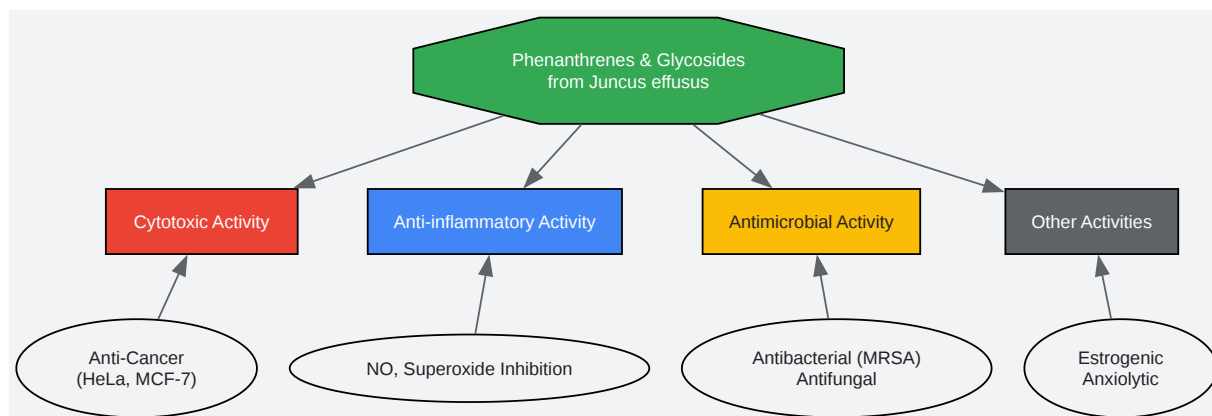 Phenanthrenes & Glycosides
from Juncus effusus
Cytotoxic Activity
Anti-inflammatory Activity
Antimicrobial Activity
Other Activities
Anti-Cancer
(HeLa, MCF-7)
NO, Superoxide Inhibition
Antibacterial (MRSA)
Antifungal
Estrogenic
Anxiolytic